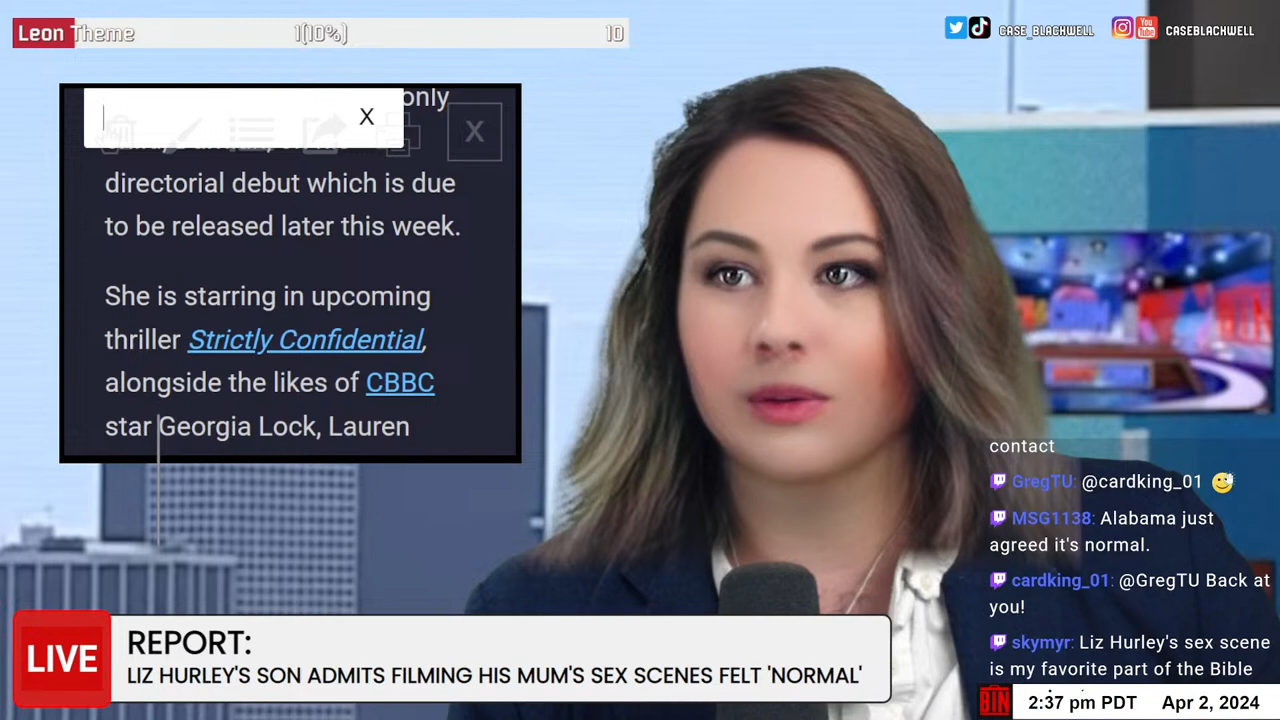 Leon Theme 1(10%) 10
CASE_BLACKWELL CASEBLACKWELL
only
X
X
directorial debut which is due
to be released later this week.
She is starring in upcoming
thriller Strictly Confidential,
alongside the likes of CBBC
star Georgia Lock, Lauren
contact
GregTU: @cardking_01
MSG1138: Alabama just
agreed it's normal.
cardking_01: @GregTU Back at
you!
skymyr: Liz Hurley's sex scene
is my favorite part of the Bible
LIVE
REPORT:
LIZ HURLEY'S SON ADMITS FILMING HIS MUM'S SEX SCENES FELT 'NORMAL'
BIN 2:37 pm PDT Apr 2, 2024